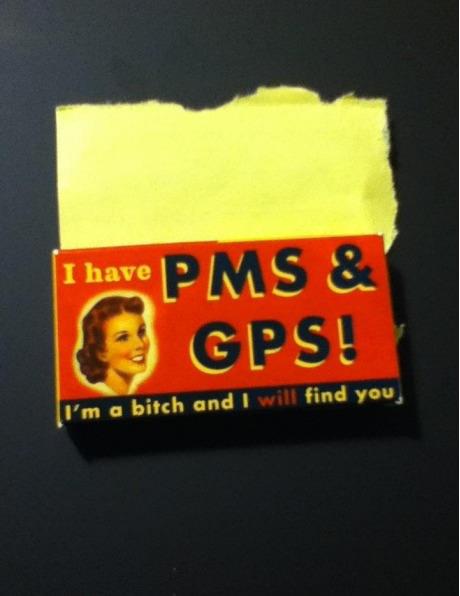 I have PMS &
GPS!
I'm a bitch and I will find you